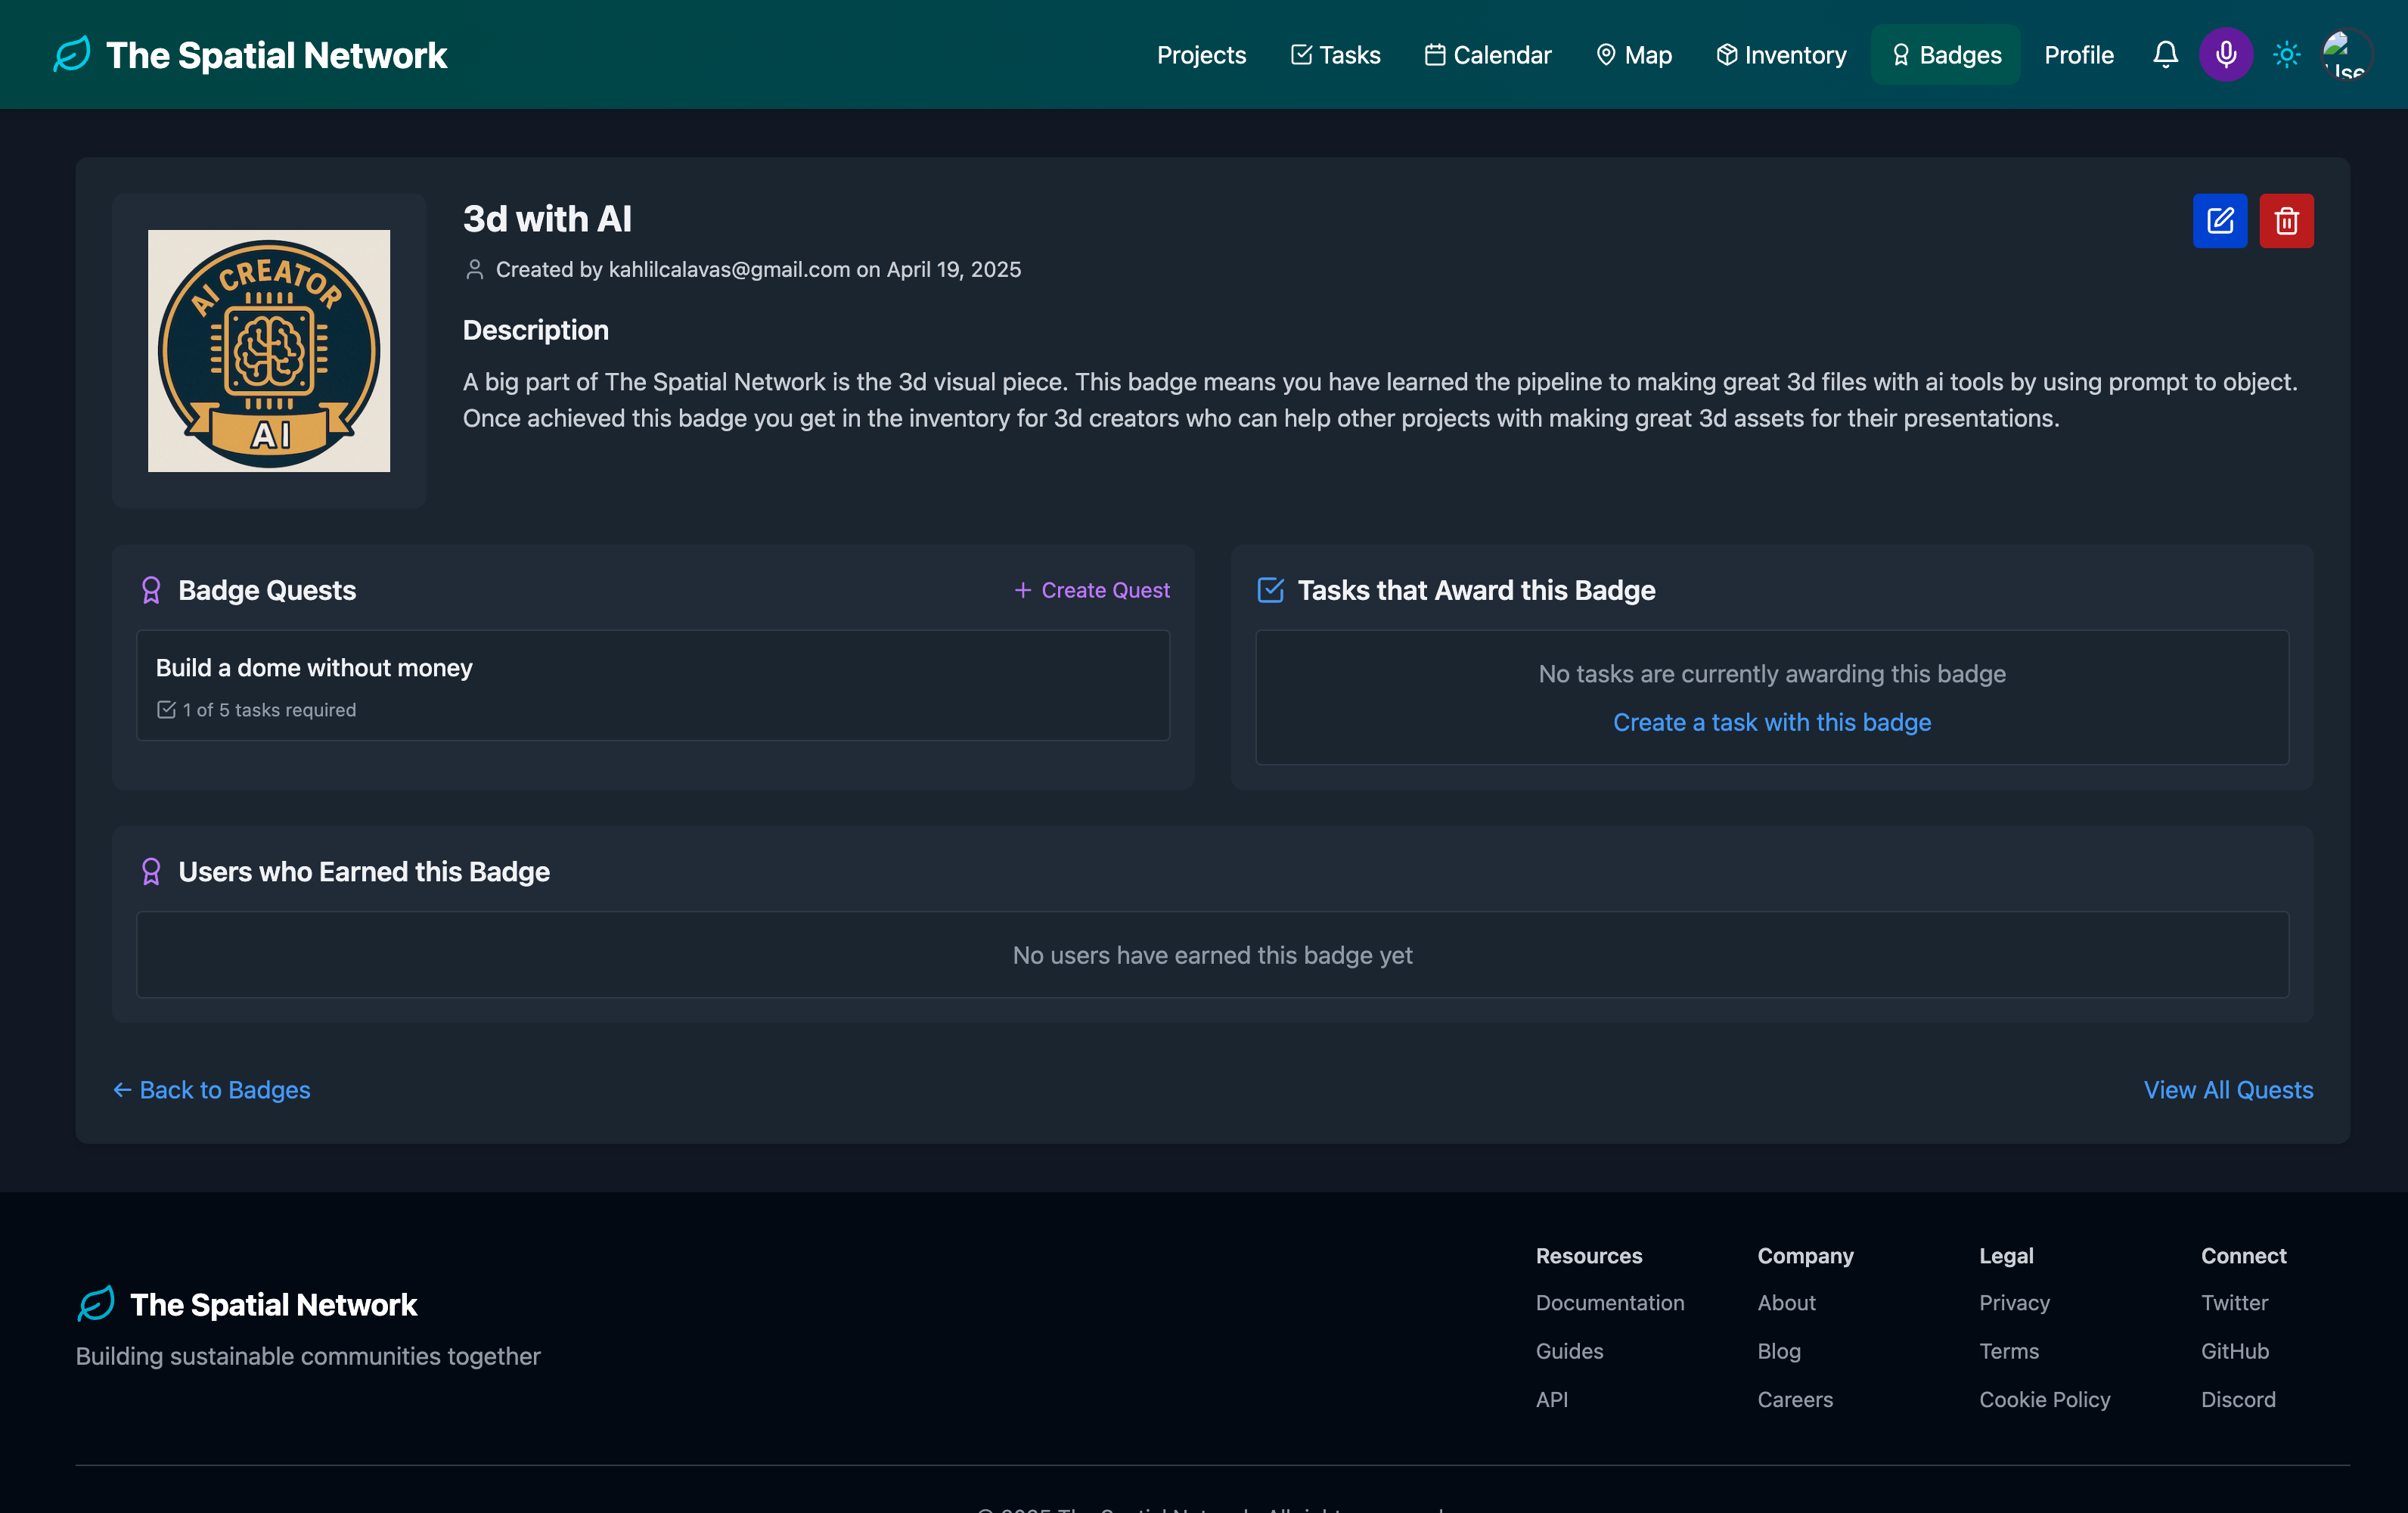 The Spatial Network
Projects
Tasks
Calendar
Map
Inventory
Badges
Profile
Use
AI CREATOR
AI
3d with AI
Created by kahlilcalavas@gmail.com on April 19, 2025
Description
A big part of The Spatial Network is the 3d visual piece. This badge means you have learned the pipeline to making great 3d files with ai tools by using prompt to object.
Once achieved this badge you get in the inventory for 3d creators who can help other projects with making great 3d assets for their presentations.
Badge Quests
+ Create Quest
Build a dome without money
1 of 5 tasks required
Tasks that Award this Badge
No tasks are currently awarding this badge
Create a task with this badge
Users who Earned this Badge
No users have earned this badge yet
← Back to Badges
View All Quests
The Spatial Network
Building sustainable communities together
Resources
Documentation
Guides
API
Company
About
Blog
Careers
Legal
Privacy
Terms
Cookie Policy
Connect
Twitter
GitHub
Discord